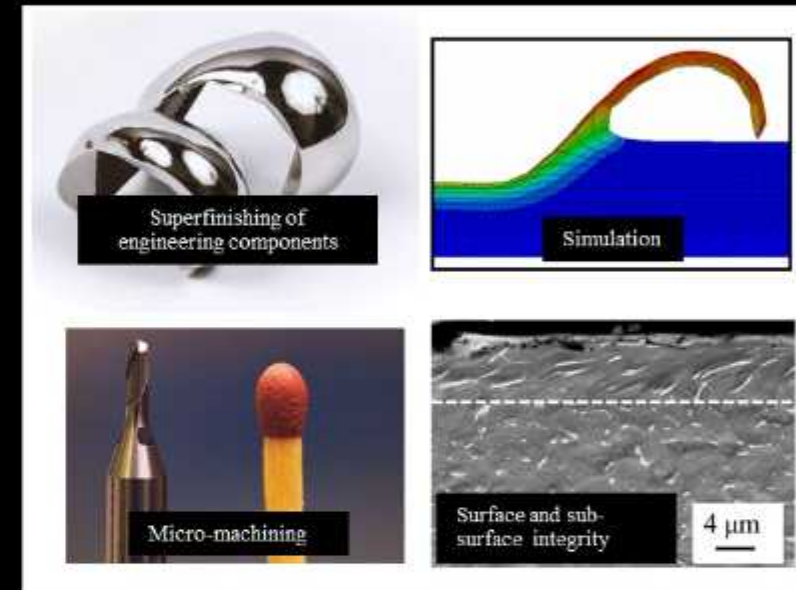 Superfinishing of
engineering components
Simulation
Micro-machining
Surface and sub-
surface integrity
4 μm